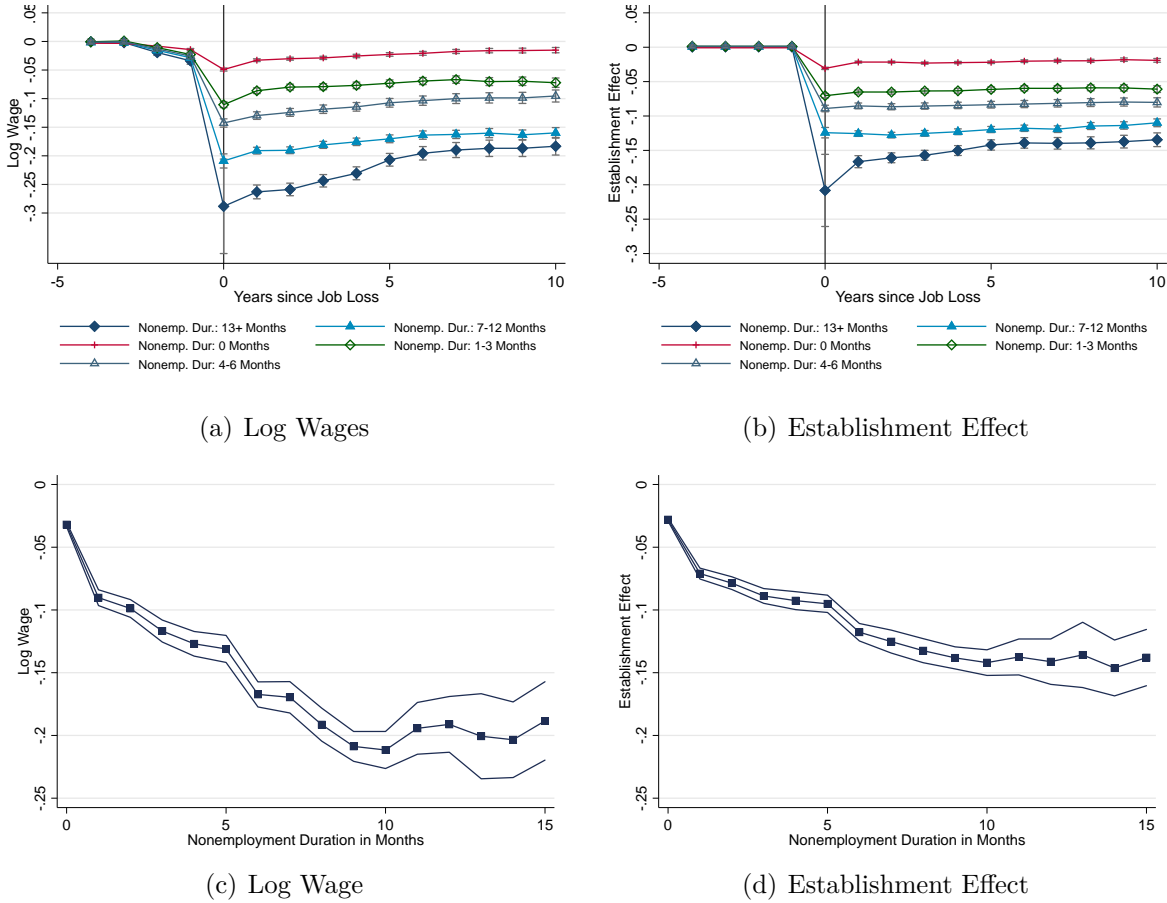 .05
0
-.05
-.1
-.15
-.2
-.25
-.3
Log Wage
-5
0
5
10
Years since Job Loss
Nonemp. Dur.: 13+ Months
Nonemp. Dur.: 7-12 Months
Nonemp. Dur: 0 Months
Nonemp. Dur: 1-3 Months
Nonemp. Dur: 4-6 Months
(a) Log Wages
.05
0
-.05
-.1
-.15
-.2
-.25
-.3
Establishment Effect
-5
0
5
10
Years since Job Loss
Nonemp. Dur.: 13+ Months
Nonemp. Dur.: 7-12 Months
Nonemp. Dur: 0 Months
Nonemp. Dur: 1-3 Months
Nonemp. Dur: 4-6 Months
(b) Establishment Effect
0
-.05
-.1
-.15
-.2
-.25
Log Wage
0
5
10
15
Nonemployment Duration in Months
(c) Log Wage
0
-.05
-.1
-.15
-.2
-.25
Establishment Effect
0
5
10
15
Nonemployment Duration in Months
(d) Establishment Effect